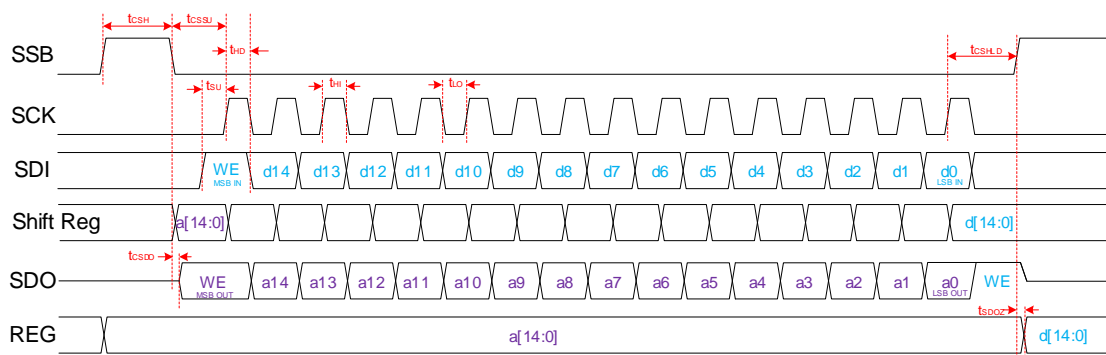 tCSH tCSSU
SSB tHD tCSHLD
tSU tHI tLO
SCK
SDI WE d14 d13 d12 d11 d10 d9 d8 d7 d6 d5 d4 d3 d2 d1 d0
MSB IN LSB IN
Shift Reg a[14:0] d[14:0]
tCSDO
SDO WE a14 a13 a12 a11 a10 a9 a8 a7 a6 a5 a4 a3 a2 a1 a0 WE
MSB OUT LSB OUT
tSDOZ
REG a[14:0] d[14:0]